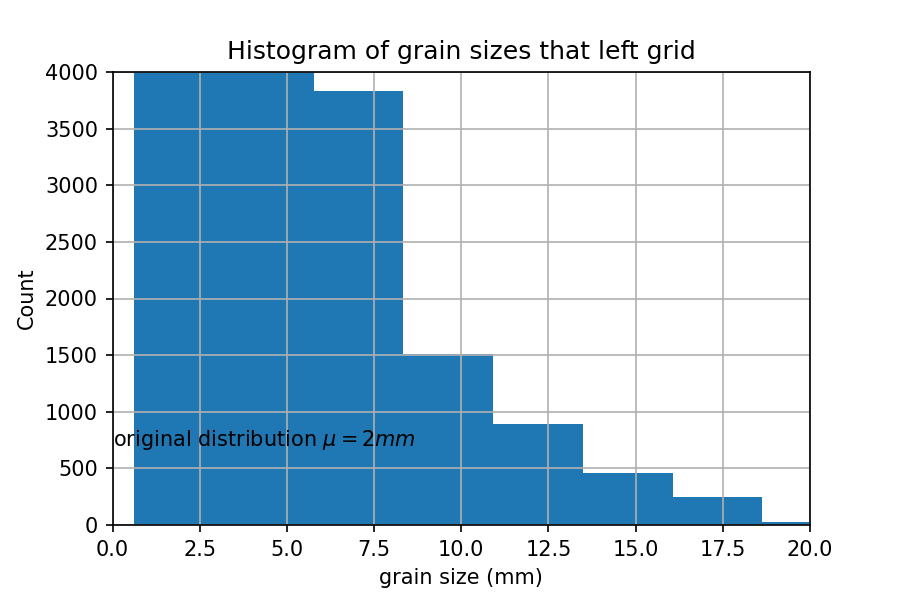 Histogram of grain sizes that left grid
4000
3500
3000
2500
2000
1500
1000
500
0
Count
original distribution μ = 2mm
0.0 2.5 5.0 7.5 10.0 12.5 15.0 17.5 20.0
grain size (mm)